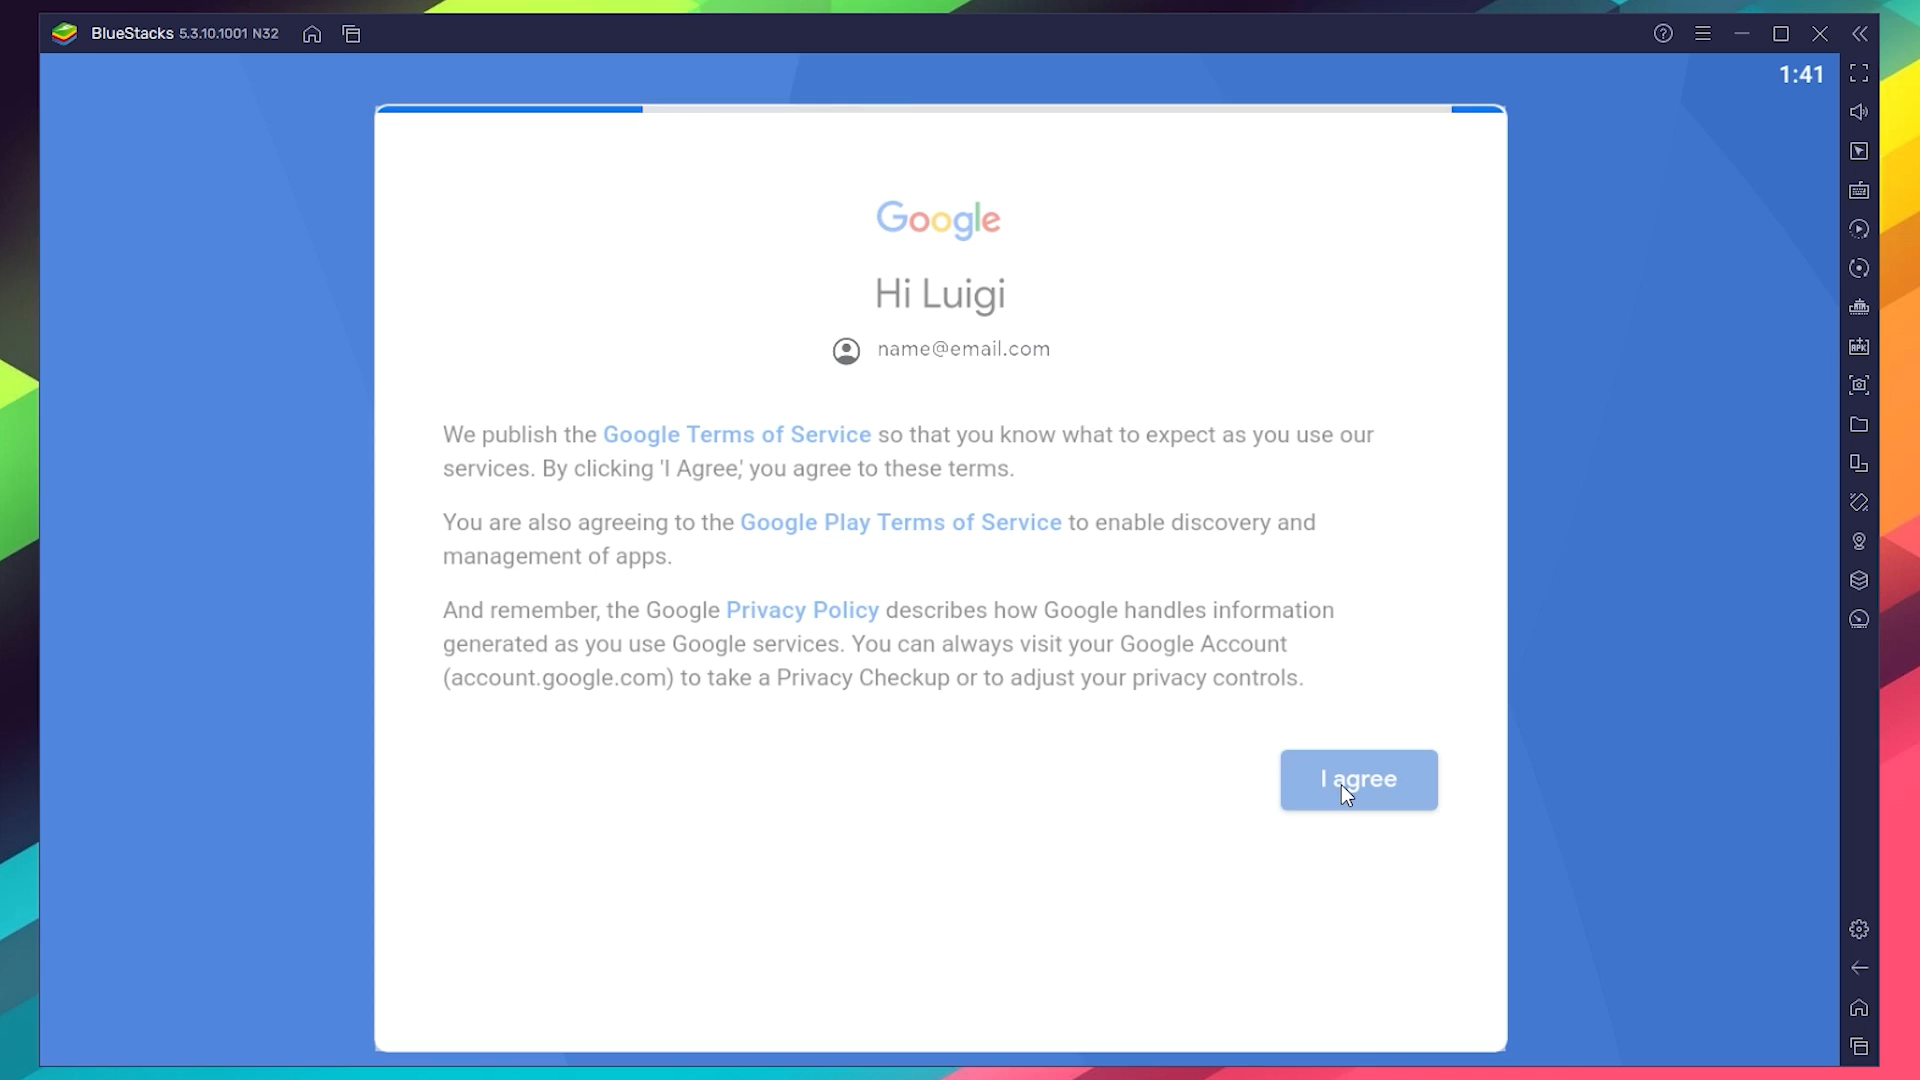 BlueStacks 5.3.10.1001 N32
1:41
Google
Hi Luigi
name@email.com
We publish the Google Terms of Service so that you know what to expect as you use our
services. By clicking 'I Agree,' you agree to these terms.
You are also agreeing to the Google Play Terms of Service to enable discovery and
management of apps.
And remember, the Google Privacy Policy describes how Google handles information
generated as you use Google services. You can always visit your Google Account
(account.google.com) to take a Privacy Checkup or to adjust your privacy controls.
I agree
APK